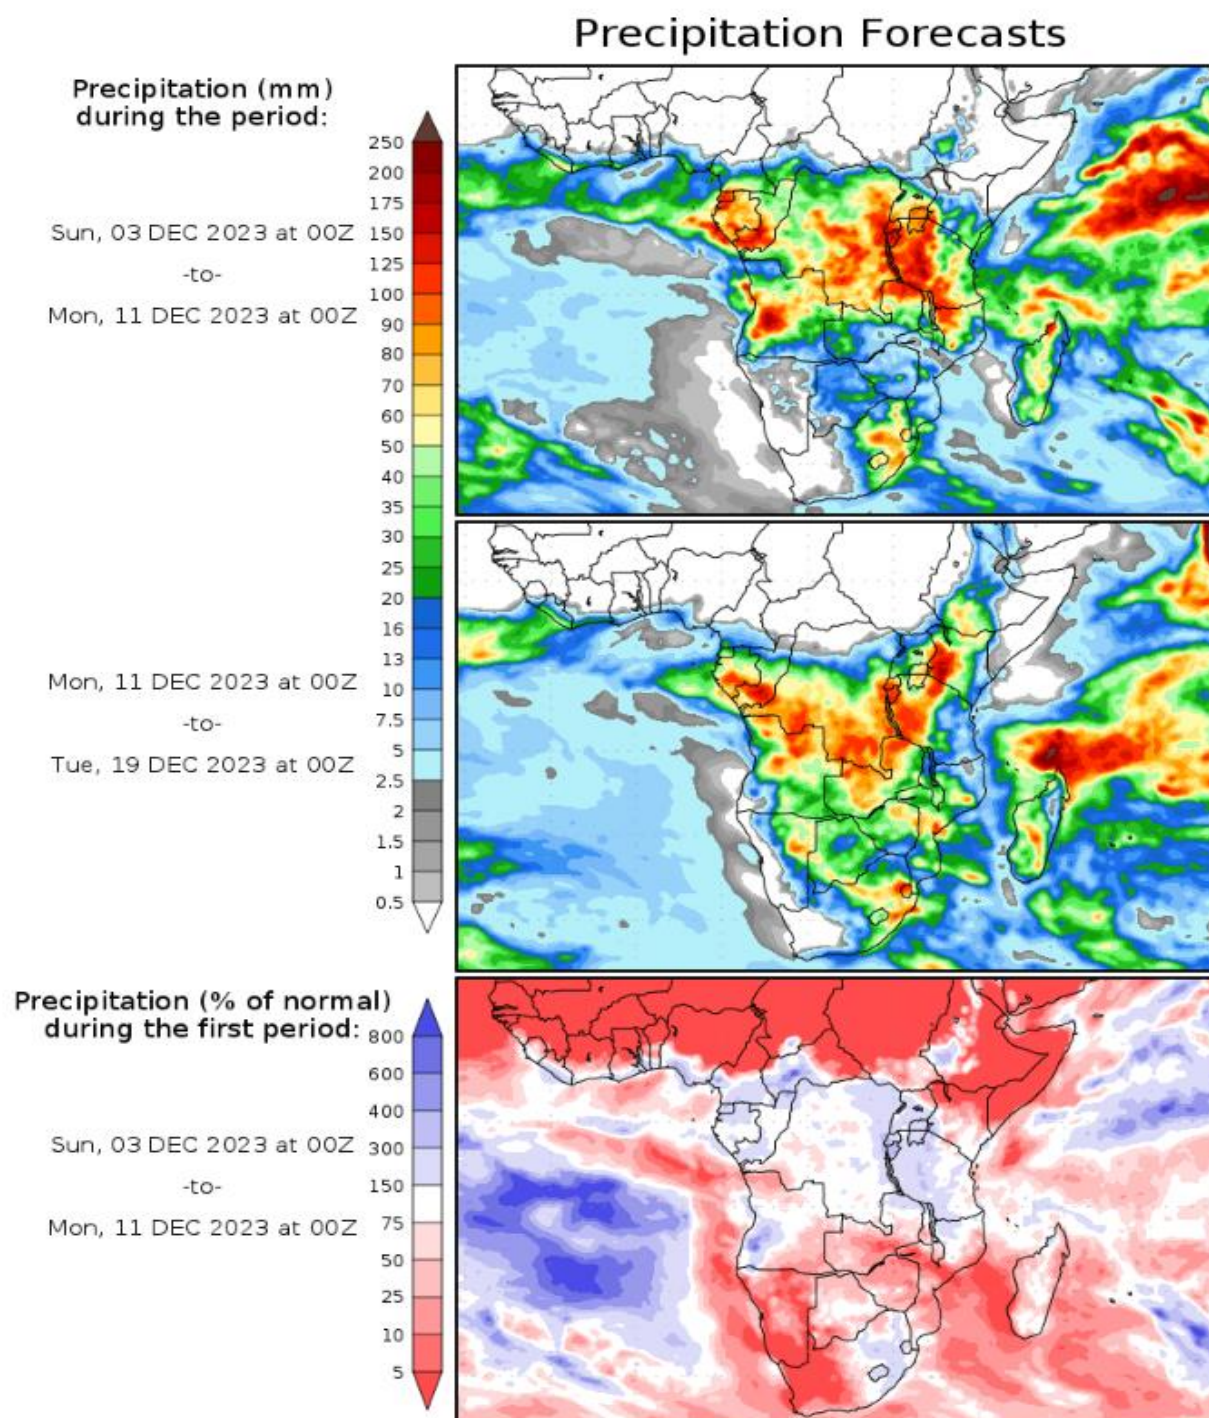 Precipitation Forecasts
Precipitation (mm)
during the period:
250
200
175
150
125
100
90
80
70
60
50
40
35
30
25
20
16
13
10
7.5
5
2.5
2
1.5
1
0.5
Sun, 03 DEC 2023 at 00Z
-to-
Mon, 11 DEC 2023 at 00Z
Mon, 11 DEC 2023 at 00Z
-to-
Tue, 19 DEC 2023 at 00Z
Precipitation (% of normal)
during the first period:
800
600
400
300
150
75
50
25
10
5
Sun, 03 DEC 2023 at 00Z
-to-
Mon, 11 DEC 2023 at 00Z